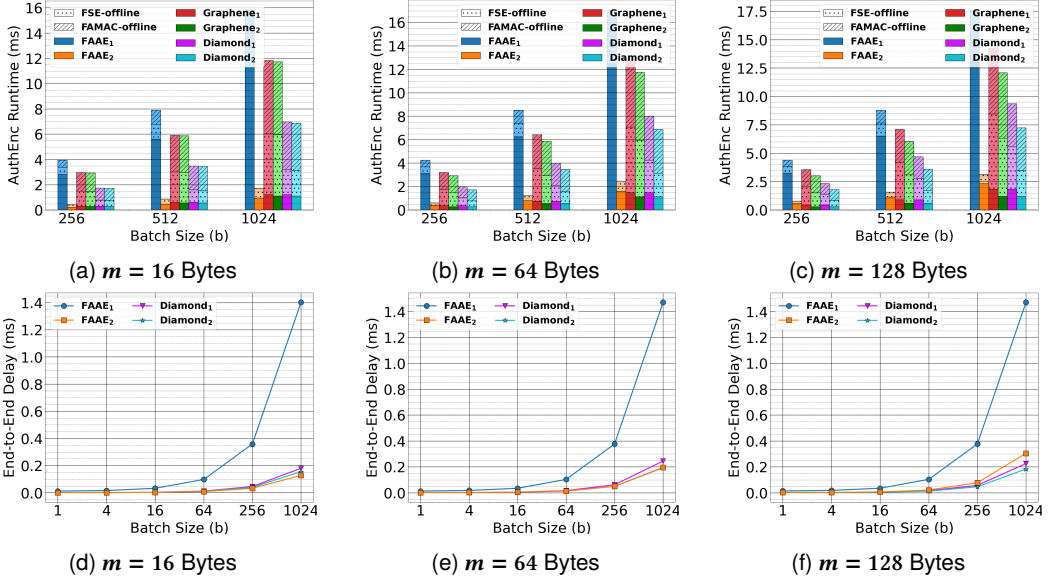 AuthEnc Runtime (ms)
16
14
12
10
8
6
4
2
0
FSE-offline
FAMAC-offline
FAAE₁
FAAE₂
Graphene₁
Graphene₂
Diamond₁
Diamond₂
256 512 1024
Batch Size (b)
(a) m = 16 Bytes
AuthEnc Runtime (ms)
16
14
12
10
8
6
4
2
0
FSE-offline
FAMAC-offline
FAAE₁
FAAE₂
Graphene₁
Graphene₂
Diamond₁
Diamond₂
256 512 1024
Batch Size (b)
(b) m = 64 Bytes
AuthEnc Runtime (ms)
17.5
15.0
12.5
10.0
7.5
5.0
2.5
0.0
FSE-offline
FAMAC-offline
FAAE₁
FAAE₂
Graphene₁
Graphene₂
Diamond₁
Diamond₂
256 512 1024
Batch Size (b)
(c) m = 128 Bytes
End-to-End Delay (ms)
1.4
1.2
1.0
0.8
0.6
0.4
0.2
0.0
FAAE₁
FAAE₂
Diamond₁
Diamond₂
1 4 16 64 256 1024
Batch Size (b)
(d) m = 16 Bytes
End-to-End Delay (ms)
1.4
1.2
1.0
0.8
0.6
0.4
0.2
0.0
FAAE₁
FAAE₂
Diamond₁
Diamond₂
1 4 16 64 256 1024
Batch Size (b)
(e) m = 64 Bytes
End-to-End Delay (ms)
1.4
1.2
1.0
0.8
0.6
0.4
0.2
0.0
FAAE₁
FAAE₂
Diamond₁
Diamond₂
1 4 16 64 256 1024
Batch Size (b)
(f) m = 128 Bytes